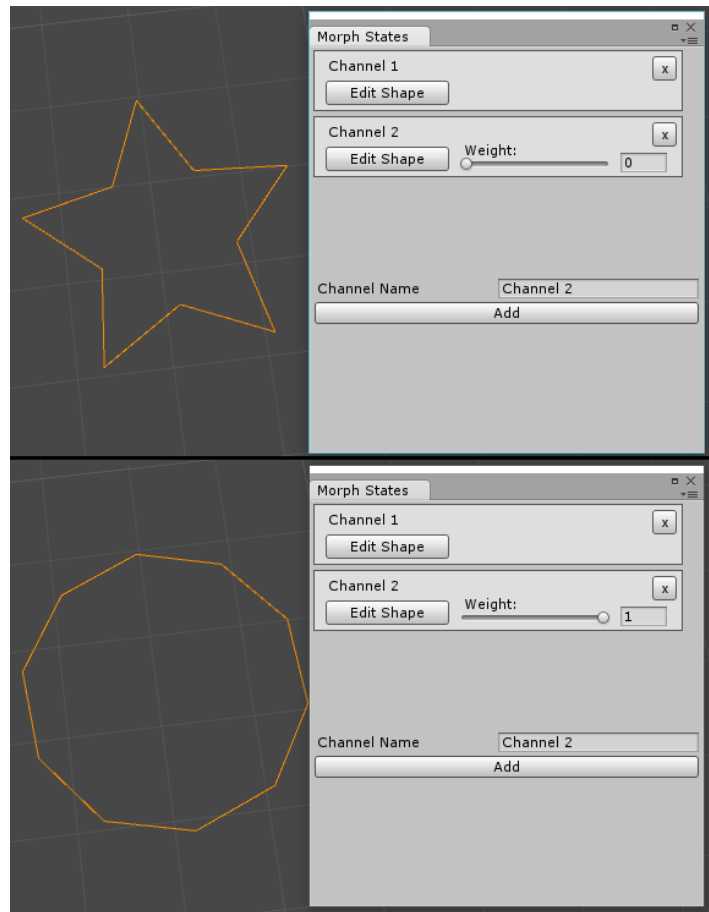 Morph States
Channel 1
x
Edit Shape
Channel 2
x
Edit Shape Weight: 0
Channel Name Channel 2
Add
Morph States
Channel 1
x
Edit Shape
Channel 2
x
Edit Shape Weight: 1
Channel Name Channel 2
Add